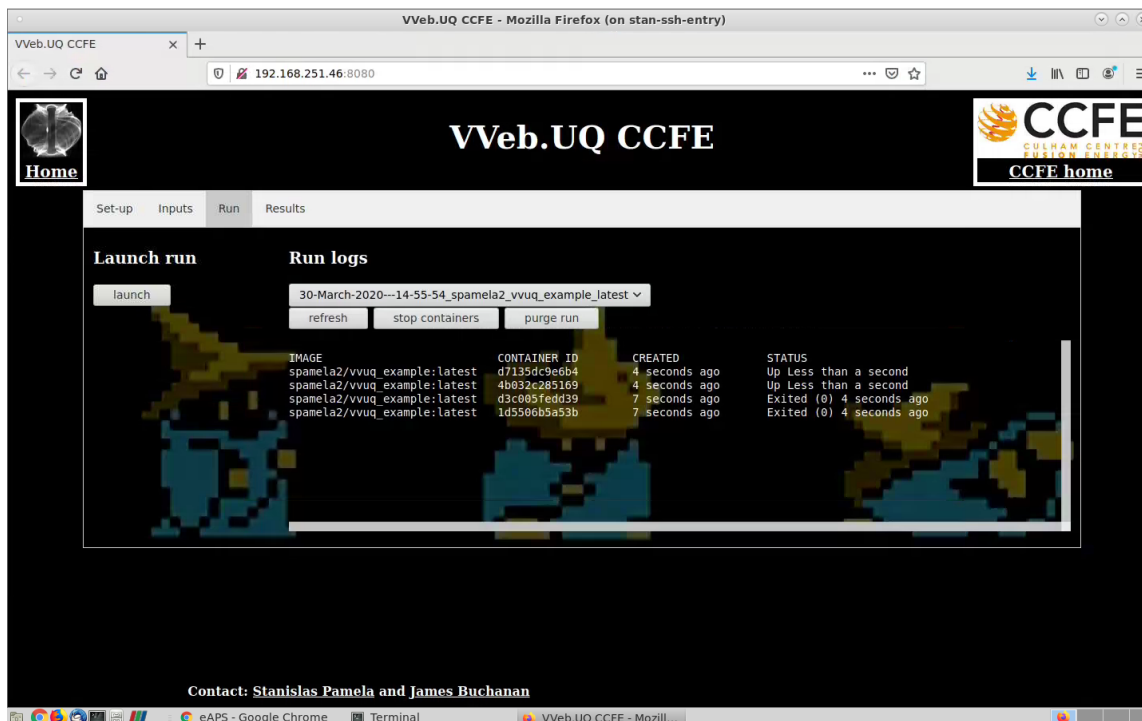 VVeb.UQ CCFE - Mozilla Firefox (on stan-ssh-entry)
VVeb.UQ CCFE
192.168.251.46:8080
Home
VVeb.UQ CCFE
CCFE
CULHAM CENTRE
FUSION ENERGY
CCFE home
Set-up Inputs Run Results
Launch run
launch
Run logs
30-March-2020---14-55-54_spamela2_vvuq_example_latest
refresh stop containers purge run
IMAGE CONTAINER ID CREATED STATUS
spamela2/vvuq_example:latest d7135dc9e6b4 4 seconds ago Up Less than a second
spamela2/vvuq_example:latest 4b032c285169 4 seconds ago Up Less than a second
spamela2/vvuq_example:latest d3c005fedd39 7 seconds ago Exited (0) 4 seconds ago
spamela2/vvuq_example:latest 1d5506b5a53b 7 seconds ago Exited (0) 4 seconds ago
Contact: Stanislas Pamela and James Buchanan
eAPS - Google Chrome Terminal VVeb.UQ CCFE - Mozill...